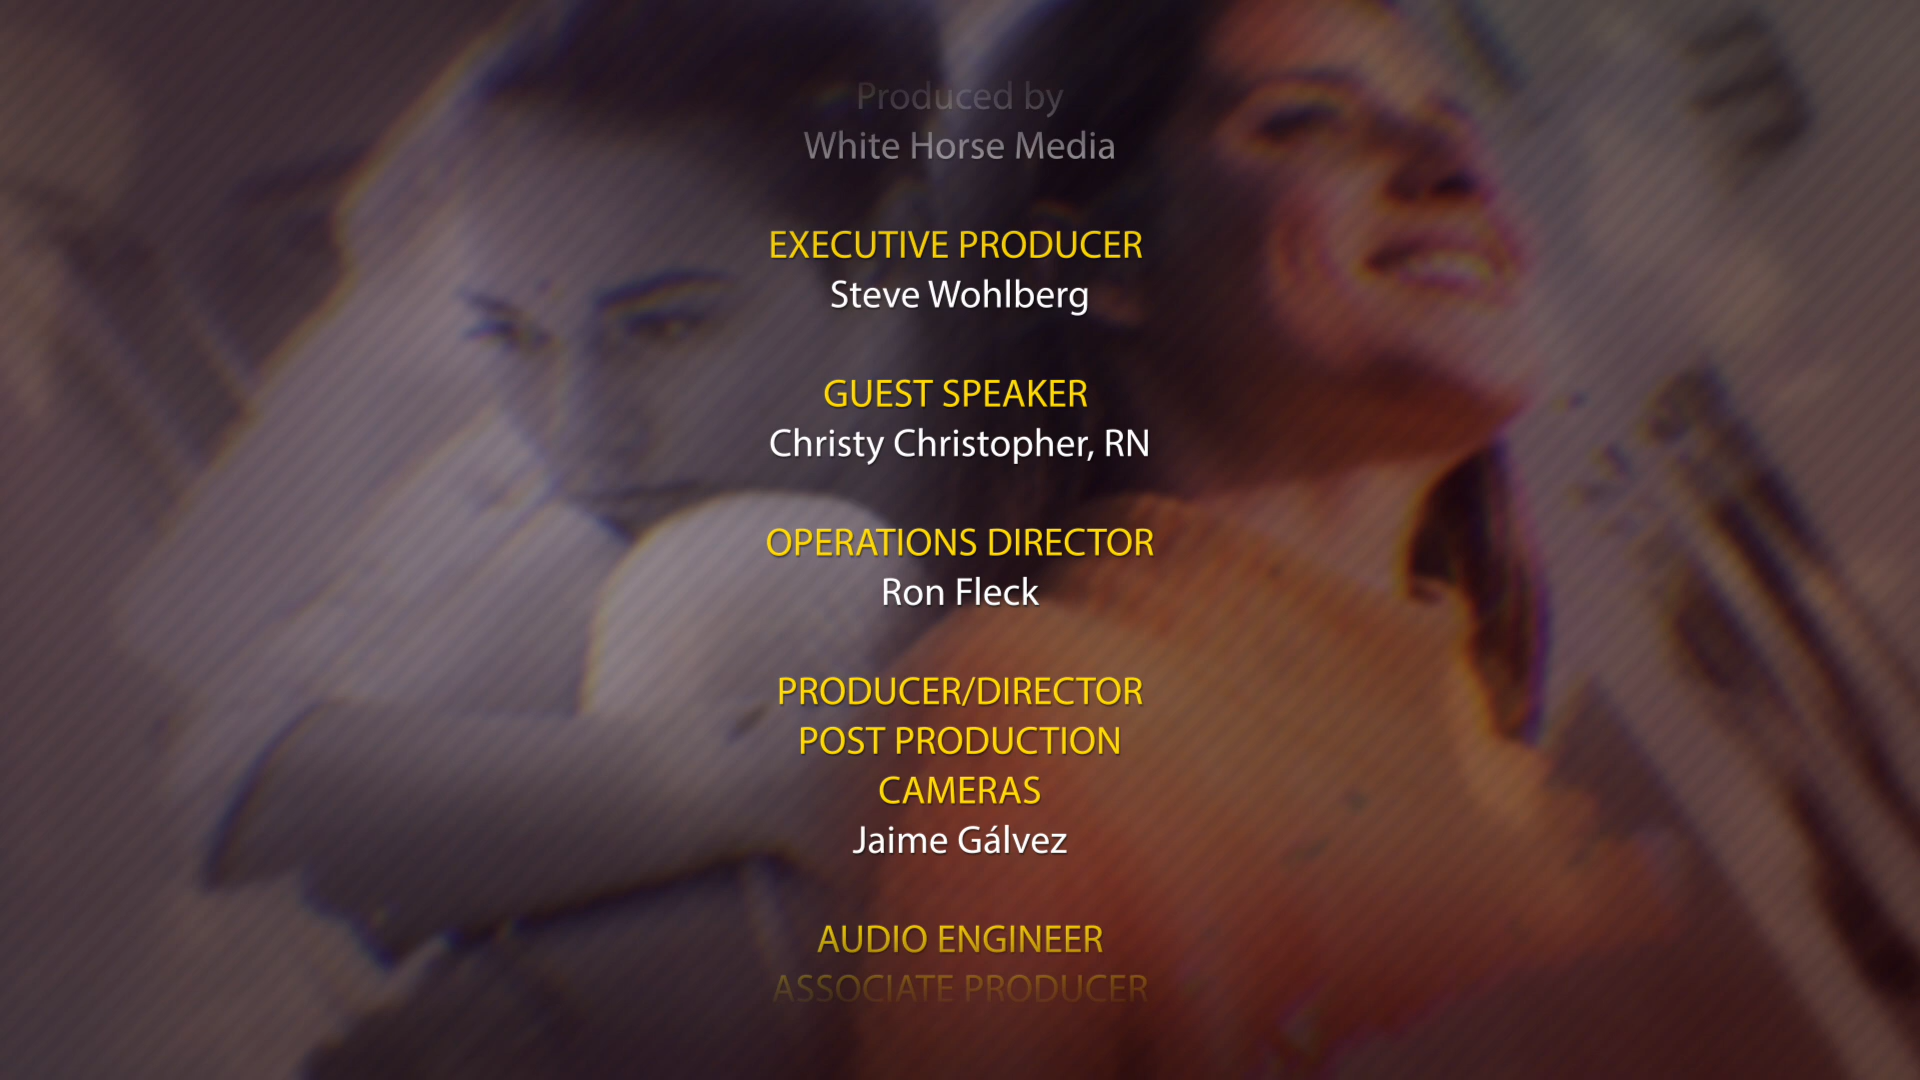 Produced by
White Horse Media
EXECUTIVE PRODUCER
Steve Wohlberg
GUEST SPEAKER
Christy Christopher, RN
OPERATIONS DIRECTOR
Ron Fleck
PRODUCER/DIRECTOR
POST PRODUCTION
CAMERAS
Jaime Gálvez
AUDIO ENGINEER
ASSOCIATE PRODUCER